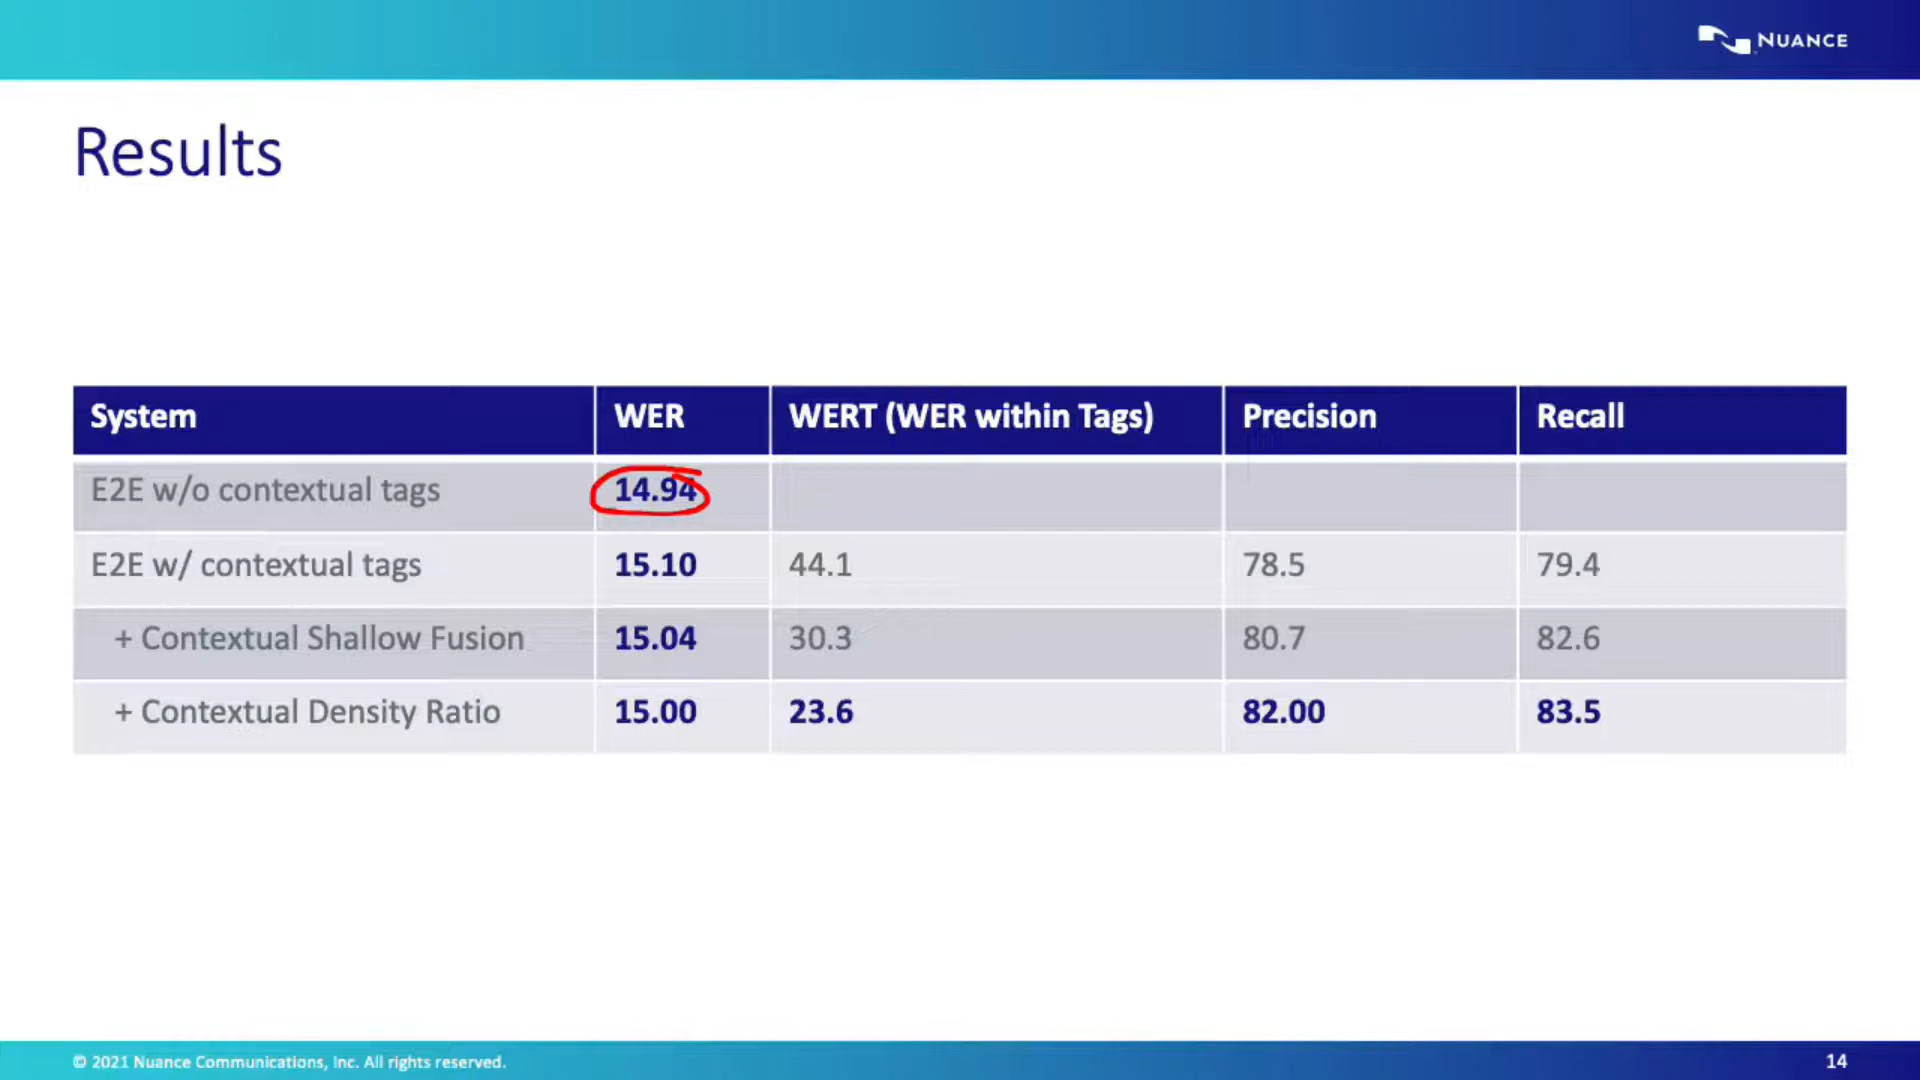 NUANCE
Results
System WER WERT (WER within Tags) Precision Recall
E2E w/o contextual tags 14.94
E2E w/ contextual tags 15.10 44.1 78.5 79.4
+ Contextual Shallow Fusion 15.04 30.3 80.7 82.6
+ Contextual Density Ratio 15.00 23.6 82.00 83.5
© 2021 Nuance Communications, Inc. All rights reserved. 14